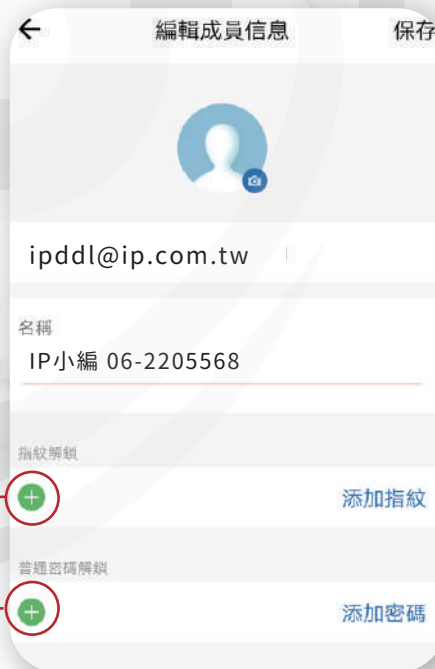 編輯成員信息 保存
ipddl@ip.com.tw
名稱
IP小編 06-2205568
指紋解鎖
添加指紋
普通密碼解鎖
添加密碼